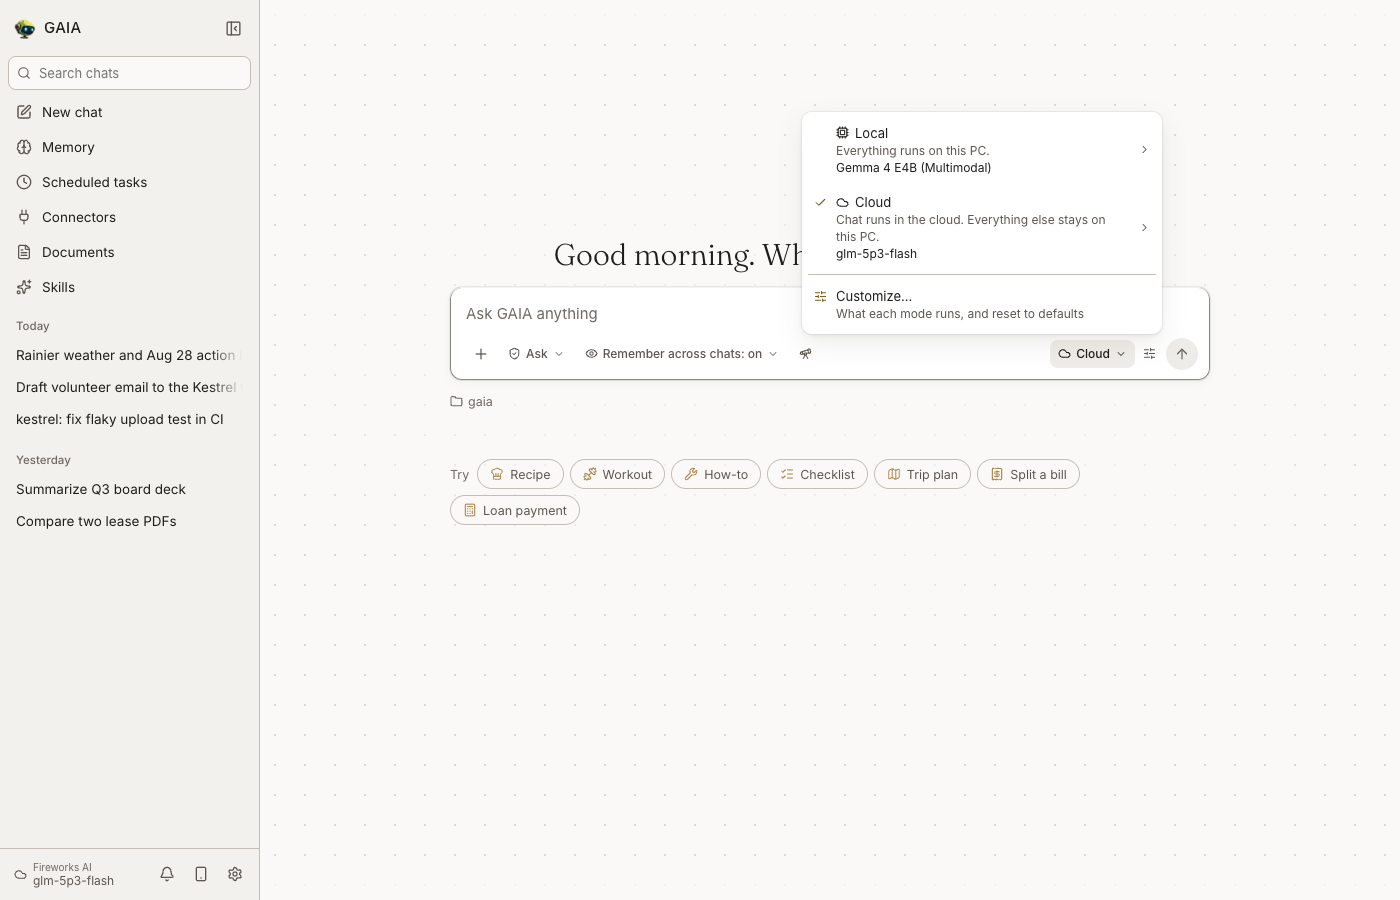 GAIA
Search chats
New chat
Memory
Scheduled tasks
Connectors
Documents
Skills
Today
Rainier weather and Aug 28 action
Draft volunteer email to the Kestrel
kestrel: fix flaky upload test in CI
Yesterday
Summarize Q3 board deck
Compare two lease PDFs
Fireworks AI
glm-5p3-flash
Local
Everything runs on this PC.
Gemma 4 E4B (Multimodal)
Cloud
Chat runs in the cloud. Everything else stays on
this PC.
glm-5p3-flash
Customize...
What each mode runs, and reset to defaults
Good morning. Wh
Ask GAIA anything
Ask
Remember across chats: on
Cloud
gaia
Try
Recipe
Workout
How-to
Checklist
Trip plan
Split a bill
Loan payment